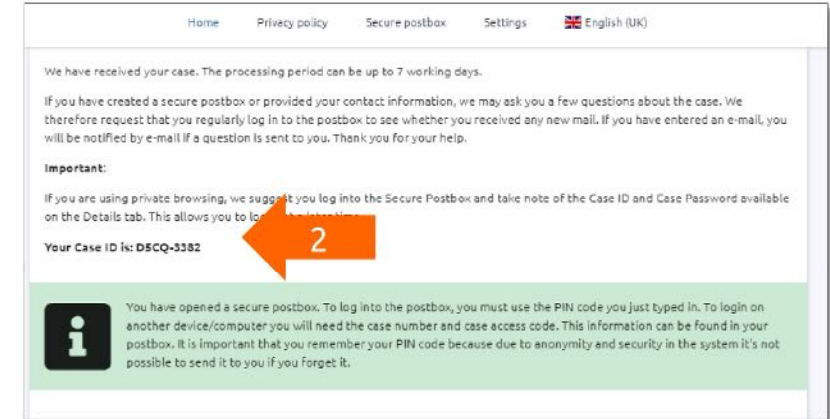 Home Privacy policy Secure postbox Settings English (UK)
We have received your case. The processing period can be up to 7 working days.
If you have created a secure postbox or provided your contact information, we may ask you a few questions about the case. We
therefore request that you regularly log in to the postbox to see whether you received any new mail. If you have entered an e-mail, you
will be notified by e-mail if a question is sent to you. Thank you for your help.
Important:
If you are using private browsing, we suggest you log into the Secure Postbox and take note of the Case ID and Case Password available
on the Details tab. This allows you to
Your Case ID is: D5CQ-3382
2
You have opened a secure postbox. To log into the postbox, you must use the PIN code you just typed in. To login on
another device/computer you will need the case number and case access code. This information can be found in your
postbox. It is important that you remember your PIN code because due to anonymity and security in the system it's not
possible to send it to you if you forget it.